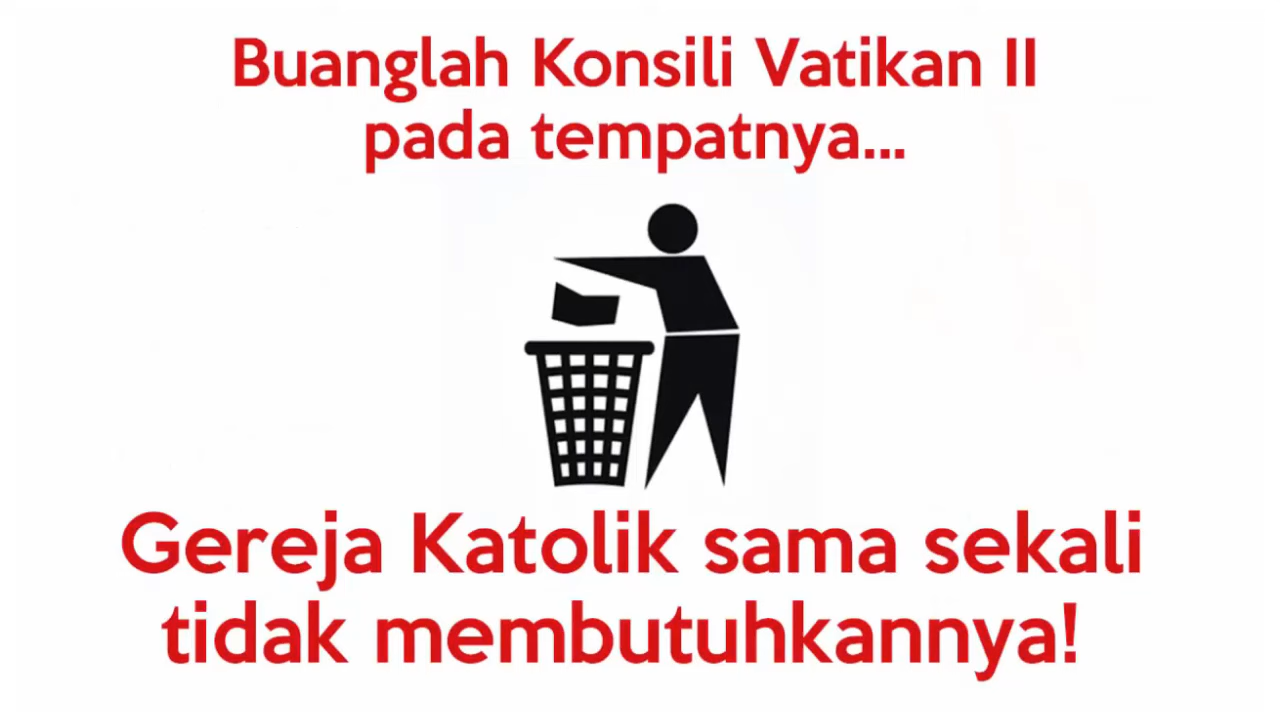 Buanglah Konsili Vatikan II
pada tempatnya...
Gereja Katolik sama sekali
tidak membutuhkannya!